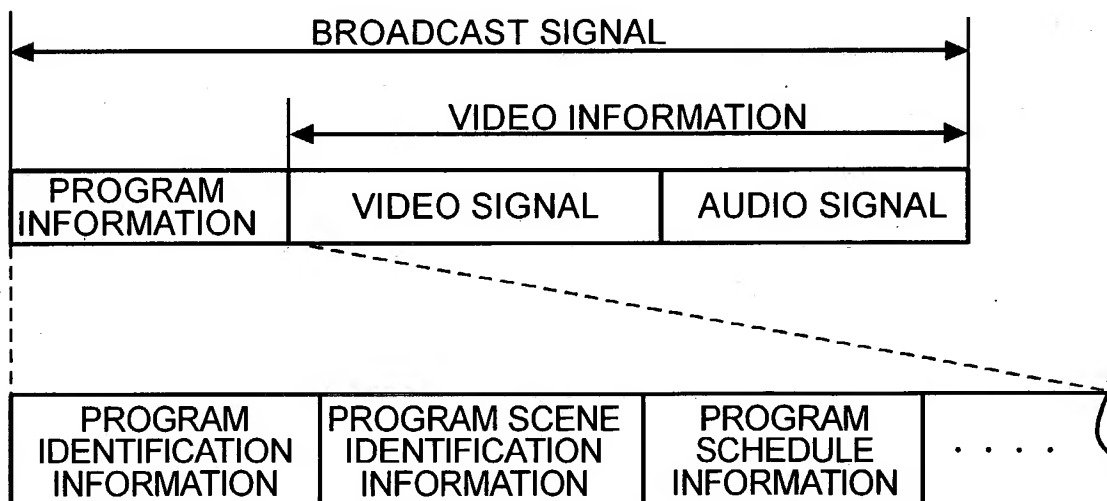 BROADCAST SIGNAL
VIDEO INFORMATION
PROGRAM
INFORMATION
VIDEO SIGNAL
AUDIO SIGNAL
PROGRAM
IDENTIFICATION
INFORMATION
PROGRAM SCENE
IDENTIFICATION
INFORMATION
PROGRAM
SCHEDULE
INFORMATION
. . . .